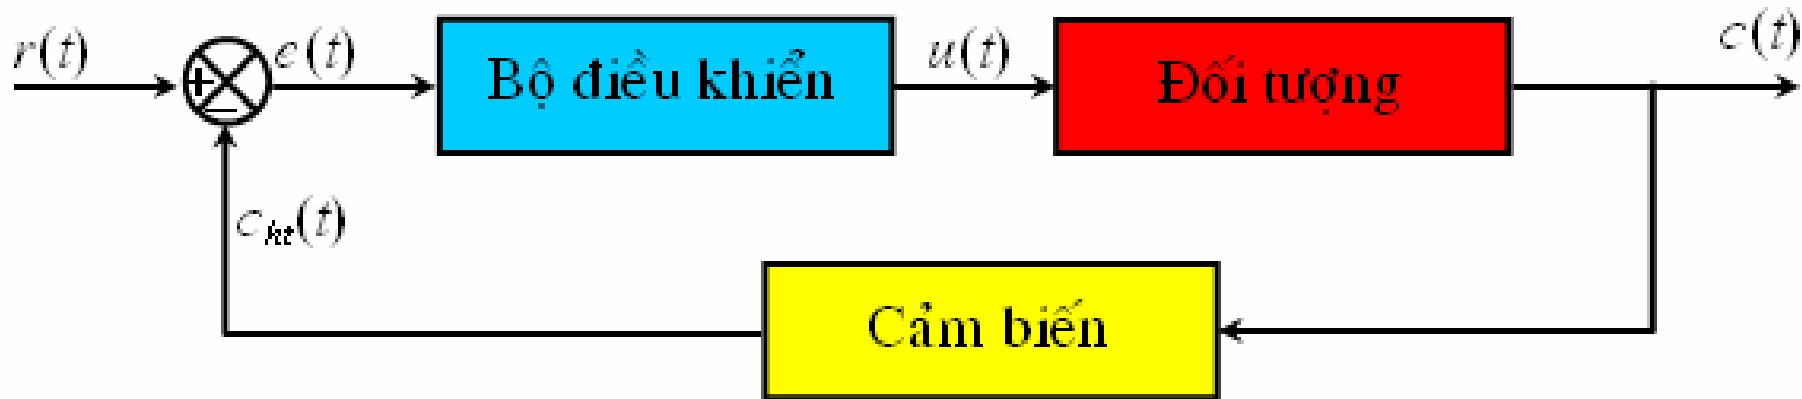 r(t)
+
−
e(t)
Bộ điều khiển
u(t)
Đối tượng
c(t)
c_ht(t)
Cảm biến